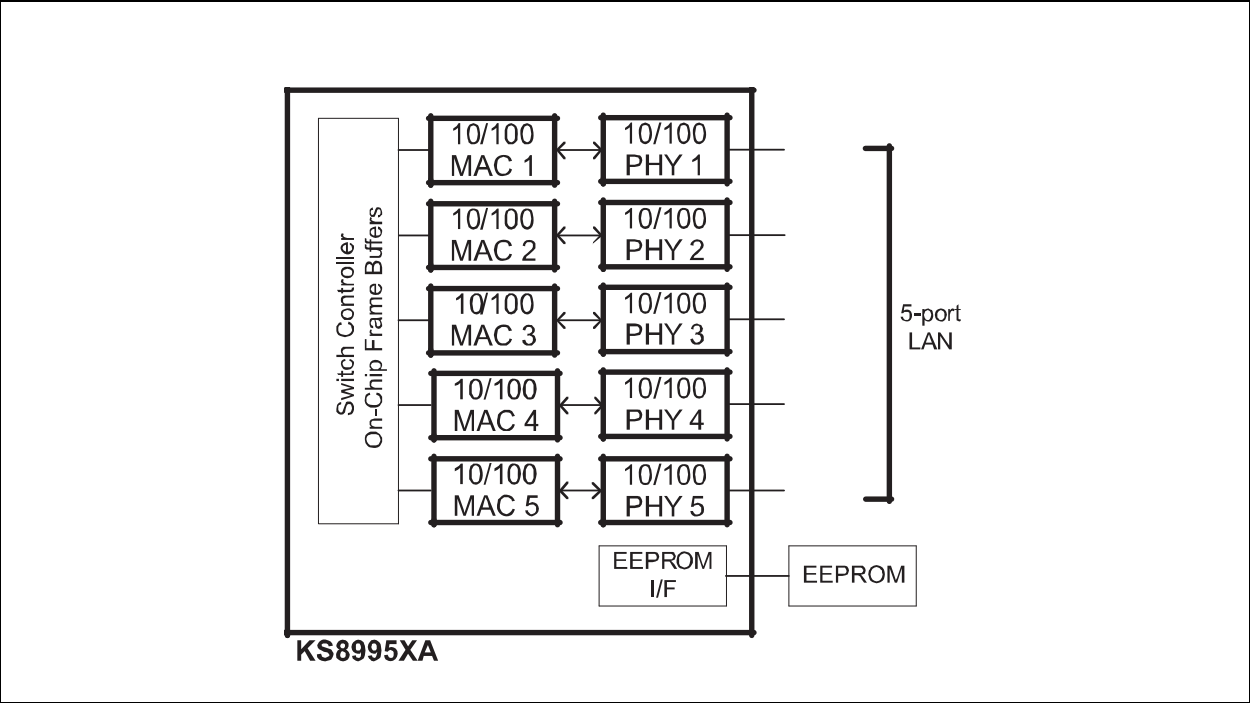 Switch Controller
On-Chip Frame Buffers
10/100
MAC 1
10/100
PHY 1
10/100
MAC 2
10/100
PHY 2
10/100
MAC 3
10/100
PHY 3
10/100
MAC 4
10/100
PHY 4
10/100
MAC 5
10/100
PHY 5
5-port
LAN
EEPROM
I/F
EEPROM
KS8995XA